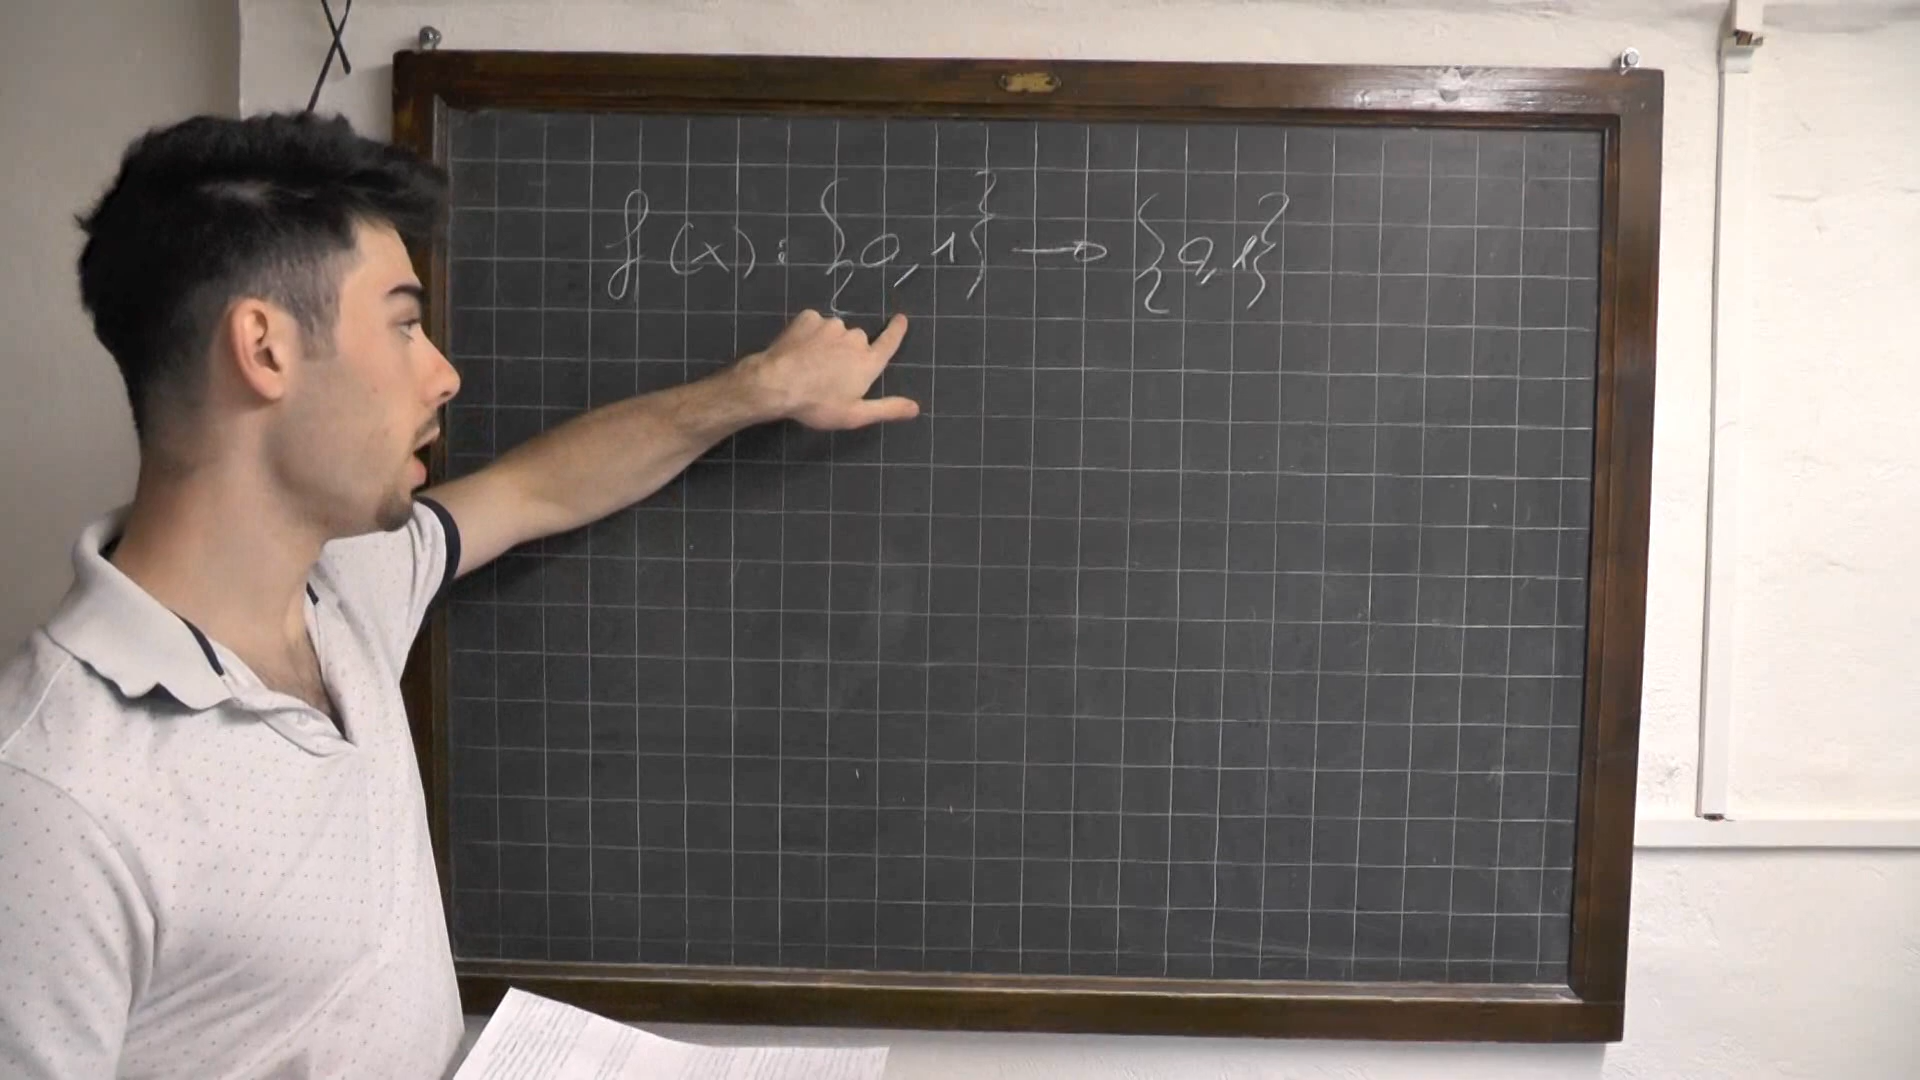 f(x): {0,1} → {0,1}